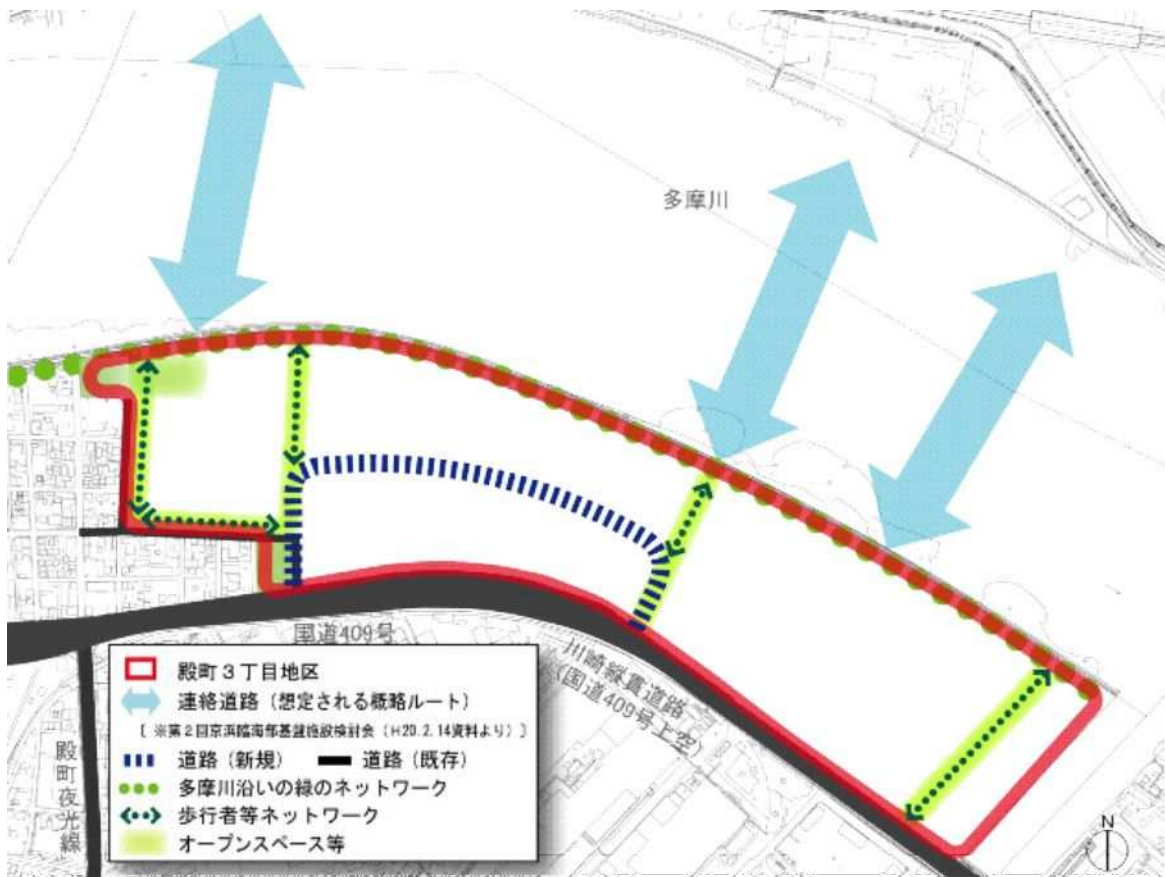 多摩川
国道409号
川崎縦貫道路
(国道409号上空)
殿町夜光線
殿町3丁目地区
連絡道路(想定される概略ルート)
〔 ※第2回京浜臨海部基盤施設検討会(H20.2.14資料より)〕
道路(新規) 道路(既存)
多摩川沿いの緑のネットワーク
歩行者等ネットワーク
オープンスペース等
N